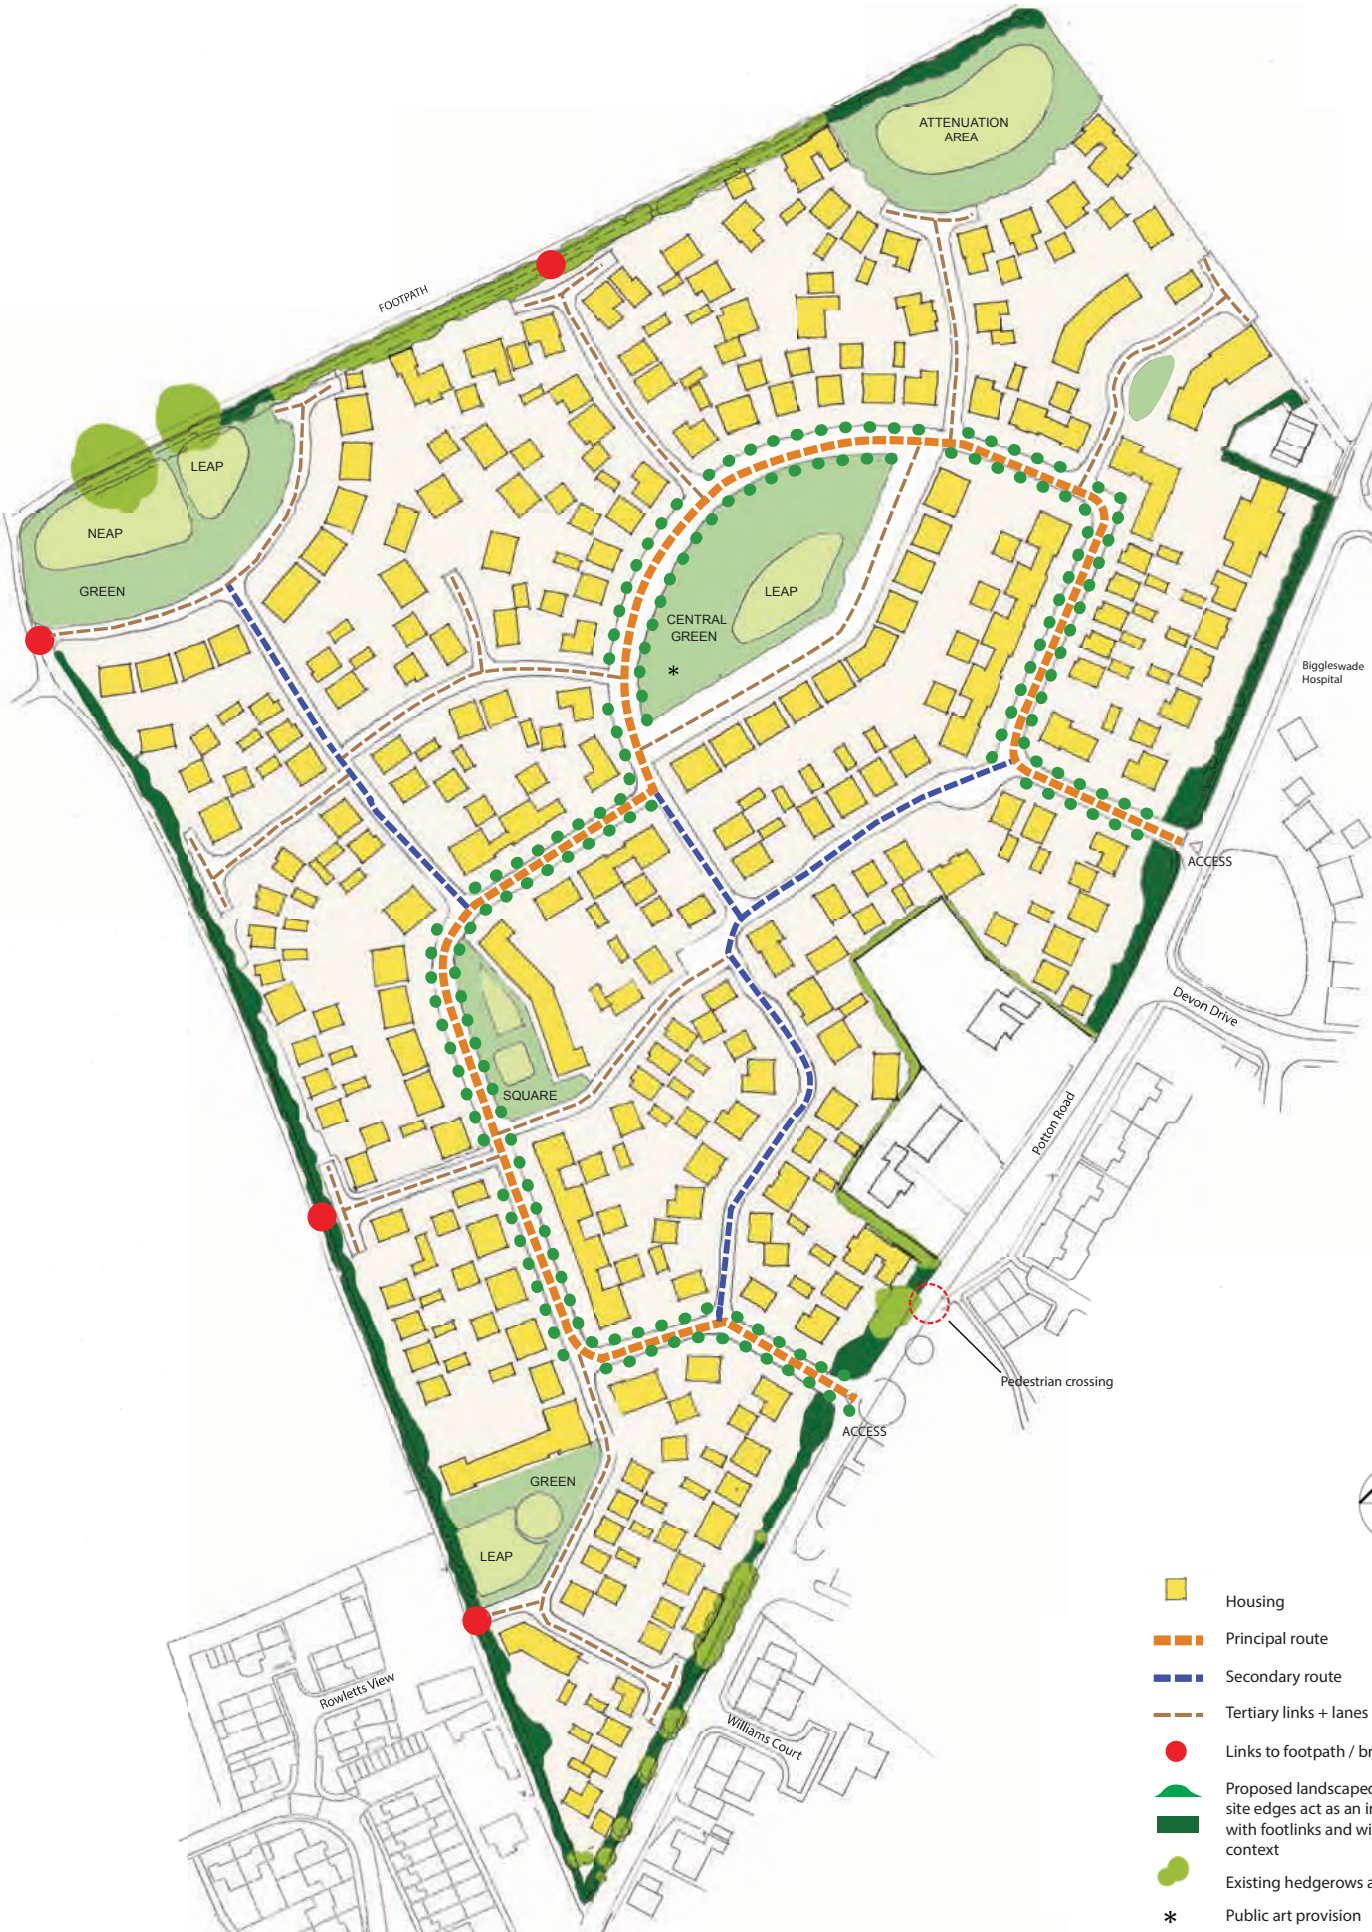 ATTENUATION
AREA
FOOTPATH
LEAP
NEAP
GREEN
LEAP
CENTRAL
GREEN
*
Biggleswade
Hospital
ACCESS
Devon Drive
SQUARE
Potton Road
Pedestrian crossing
ACCESS
GREEN
LEAP
Rowletts View
Williams Court
Housing
Principal route
Secondary route
Tertiary links + lanes
Links to footpath / br
Proposed landscaped
site edges act as an in
with footlinks and wi
context
Existing hedgerows a
* Public art provision